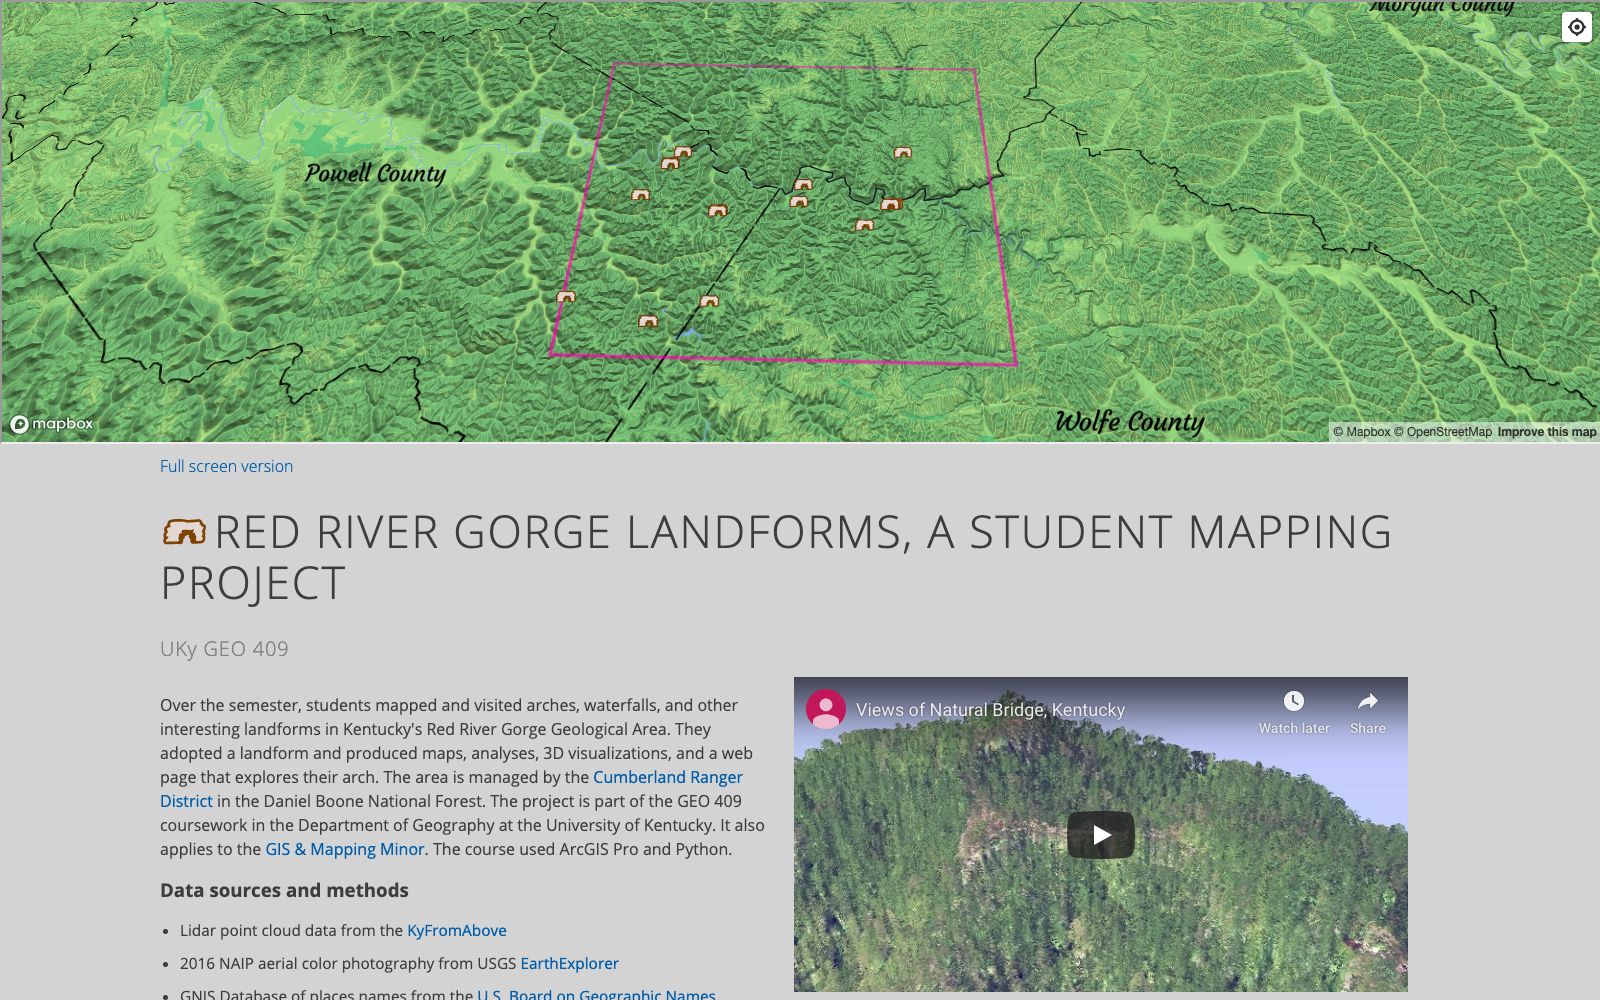 Morgan County
Powell County
Wolfe County
mapbox
© Mapbox © OpenStreetMap Improve this map
Full screen version
RED RIVER GORGE LANDFORMS, A STUDENT MAPPING
PROJECT
UKy GEO 409
Over the semester, students mapped and visited arches, waterfalls, and other
interesting landforms in Kentucky's Red River Gorge Geological Area. They
adopted a landform and produced maps, analyses, 3D visualizations, and a web
page that explores their arch. The area is managed by the Cumberland Ranger
District in the Daniel Boone National Forest. The project is part of the GEO 409
coursework in the Department of Geography at the University of Kentucky. It also
applies to the GIS & Mapping Minor. The course used ArcGIS Pro and Python.
Data sources and methods
• Lidar point cloud data from the KyFromAbove
• 2016 NAIP aerial color photography from USGS EarthExplorer
• GNIS Database of places names from the U.S. Board on Geographic Names
Views of Natural Bridge, Kentucky
Watch later
Share